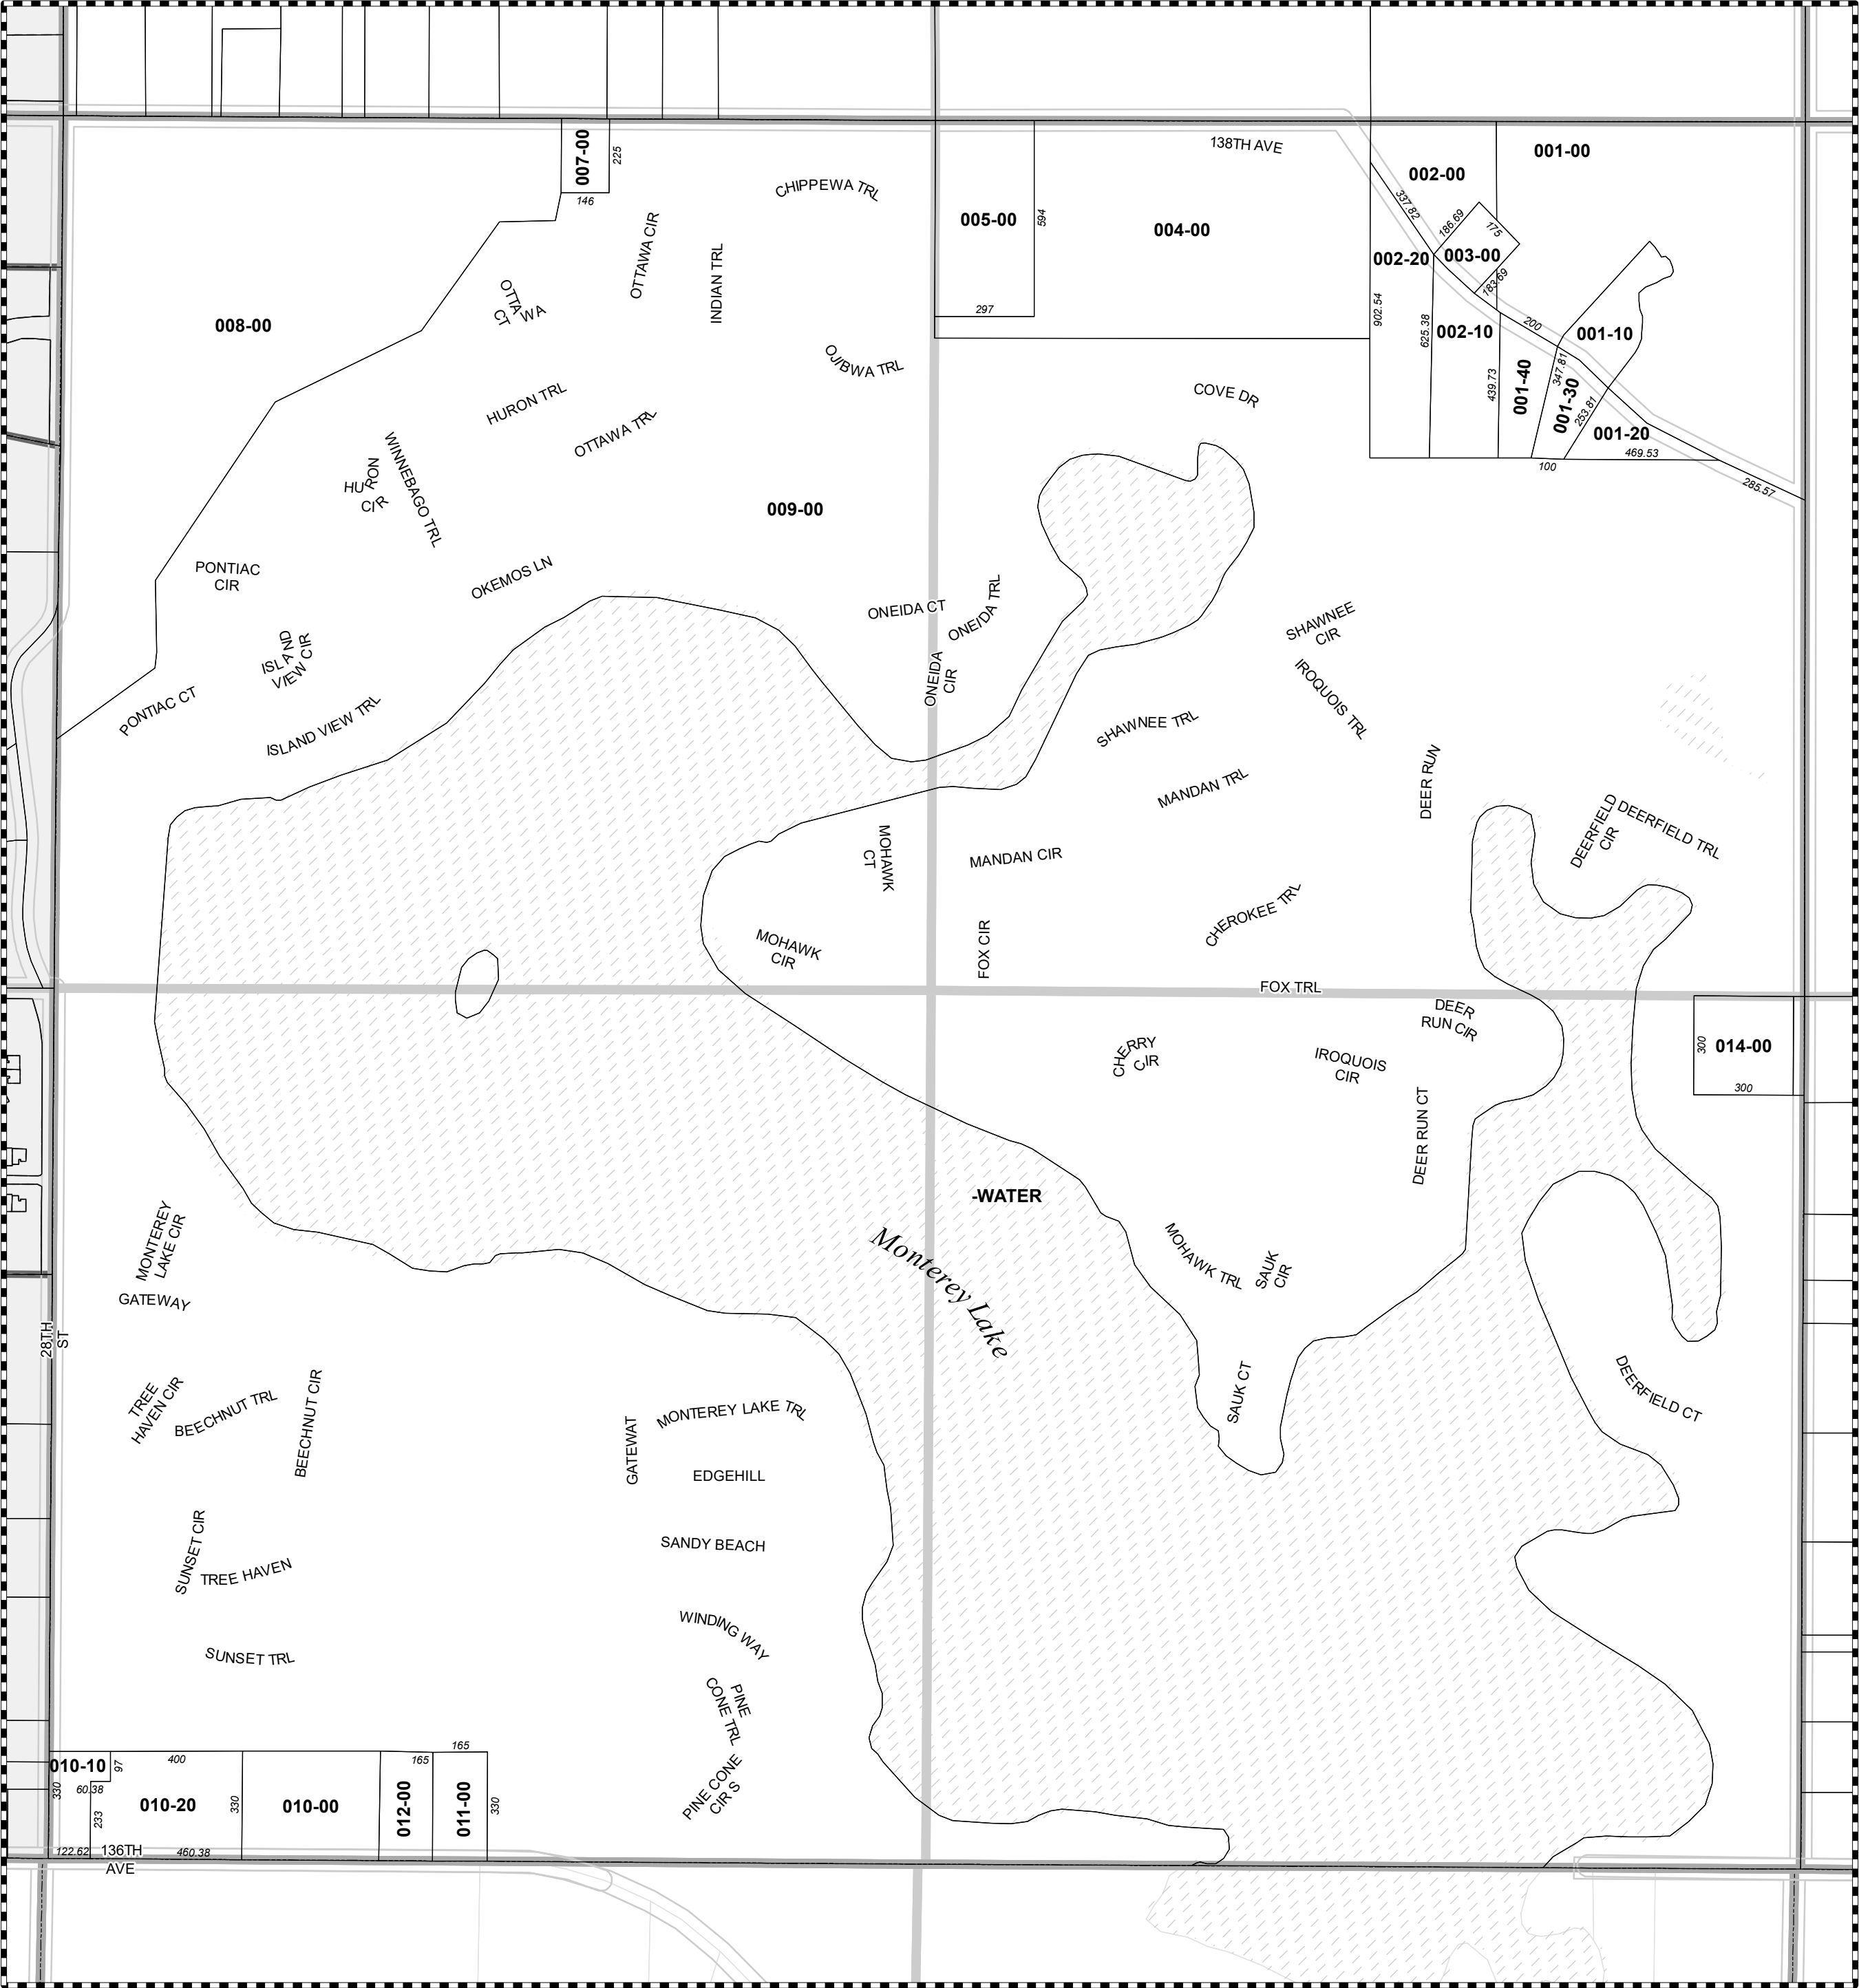 138TH AVE
007-00
225
146
CHIPPEWA TRL
005-00
594
297
004-00
002-00
001-00
337.82
186.69
175
002-20
003-00
183.69
902.54
625.38
002-10
200
001-10
439.73
001-40
347.81
001-30
253.81
001-20
469.53
100
285.57
008-00
OTTAWA CIR
INDIAN TRL
OTTAWA
CT
OJIBWA TRL
HURON TRL
OTTAWA TRL
COVE DR
WINNEBAGO TRL
HURON
CIR
009-00
PONTIAC
CIR
OKEMOS LN
ONEIDA CT
ONEIDA TRL
ONEIDA
CIR
SHAWNEE
CIR
IROQUOIS TRL
ISLAND
VIEW CIR
PONTIAC CT
ISLAND VIEW TRL
SHAWNEE TRL
MANDAN TRL
DEER RUN
DEERFIELD
CIR
DEERFIELD TRL
MOHAWK
CT
MANDAN CIR
CHEROKEE TRL
MOHAWK
CIR
FOX CIR
FOX TRL
DEER
RUN CIR
CHERRY
CIR
IROQUOIS
CIR
300
014-00
300
DEER RUN CT
-WATER
Monterey Lake
MOHAWK TRL
SAUK
CIR
MONTEREY
LAKE CIR
GATEWAY
28TH
ST
SAUK CT
DEERFIELD CT
TREE
HAVEN CIR
BEECHNUT TRL
BEECHNUT CIR
GATEWAT
MONTEREY LAKE TRL
EDGEHILL
SANDY BEACH
SUNSET CIR
TREE HAVEN
WINDING WAY
SUNSET TRL
PINE
CONE TRL
PINE CONE
CIR S
010-10
97
400
165
165
330
60.38
233
010-20
330
010-00
012-00
011-00
330
122.62
136TH
AVE
460.38